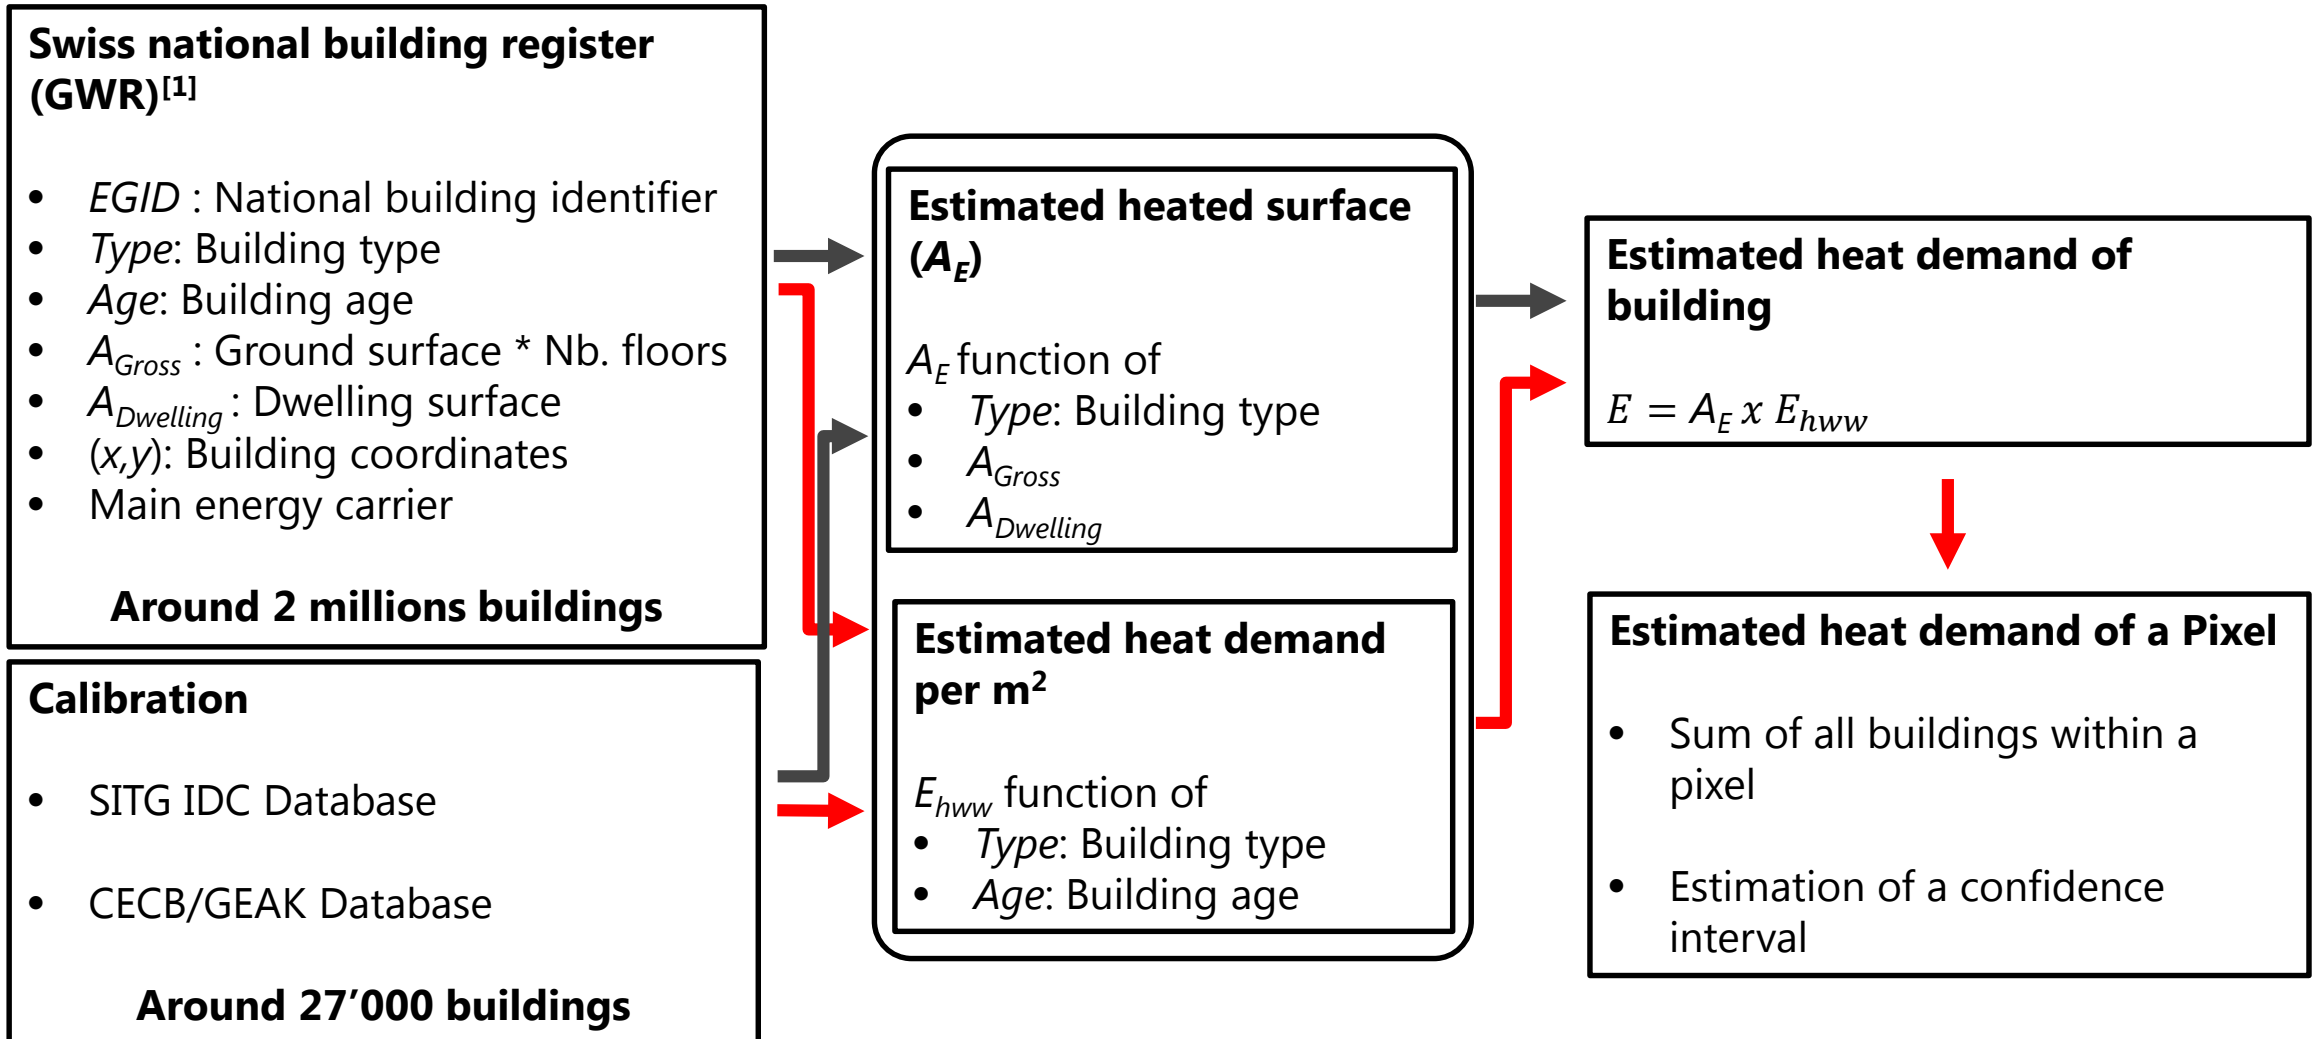 Swiss national building register
(GWR)[1]
• EGID : National building identifier
• Type: Building type
• Age: Building age
• AGross : Ground surface * Nb. floors
• ADwelling : Dwelling surface
• (x,y): Building coordinates
• Main energy carrier
Around 2 millions buildings
Calibration
• SITG IDC Database
• CECB/GEAK Database
Around 27’000 buildings
Estimated heated surface
(AE)
AE function of
• Type: Building type
• AGross
• ADwelling
Estimated heat demand
per m2
Ehww function of
• Type: Building type
• Age: Building age
Estimated heat demand of
building
E = AE x Ehww
Estimated heat demand of a Pixel
• Sum of all buildings within a
pixel
• Estimation of a confidence
interval